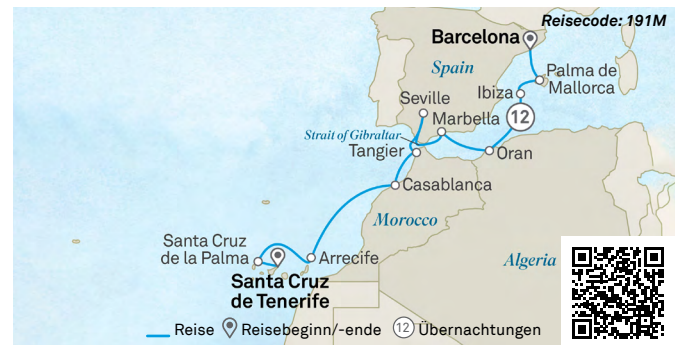 Reisecode: 191M
Barcelona
Spain
Palma de
Mallorca
Ibiza
Seville
12
Marbella
Strait of Gibraltar
Tangier
Oran
Casablanca
Morocco
Santa Cruz
de la Palma
Arrecife
Algeria
Santa Cruz
de Tenerife
Reise Reisebeginn/-ende 12 Übernachtungen